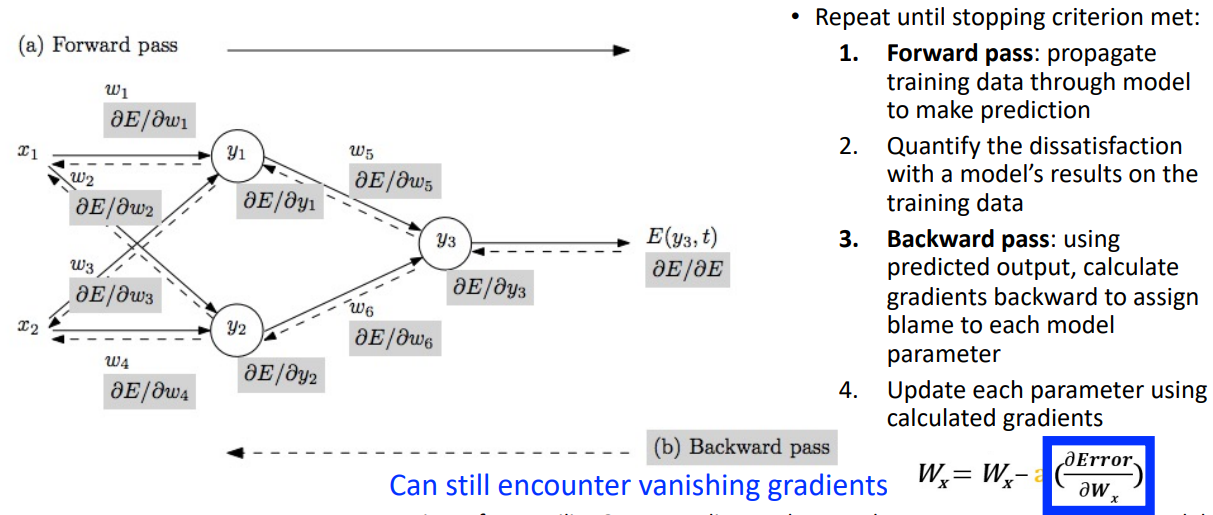 (a) Forward pass
w₁
∂E/∂w₁
x₁
y₁
w₂
∂E/∂w₂
∂E/∂y₁
w₅
∂E/∂w₅
y₃
E(y₃, t)
∂E/∂E
∂E/∂y₃
w₃
∂E/∂w₃
x₂
y₂
w₆
∂E/∂w₆
w₄
∂E/∂w₄
∂E/∂y₂
(b) Backward pass
Can still encounter vanishing gradients
• Repeat until stopping criterion met:
1. Forward pass: propagate
training data through model
to make prediction
2. Quantify the dissatisfaction
with a model’s results on the
training data
3. Backward pass: using
predicted output, calculate
gradients backward to assign
blame to each model
parameter
4. Update each parameter using
calculated gradients
Wₓ= Wₓ− a(∂Error/∂Wₓ)